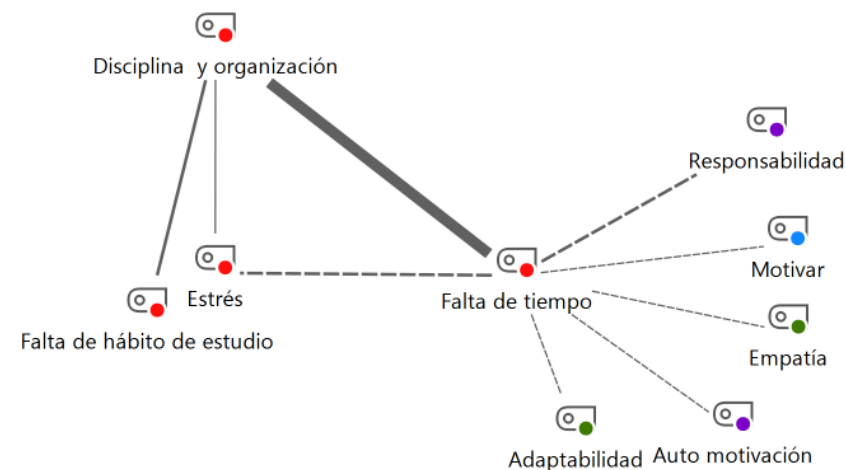 Disciplina y organización
Responsabilidad
Motivar
Estrés
Falta de tiempo
Falta de hábito de estudio
Empatía
Adaptabilidad
Auto motivación